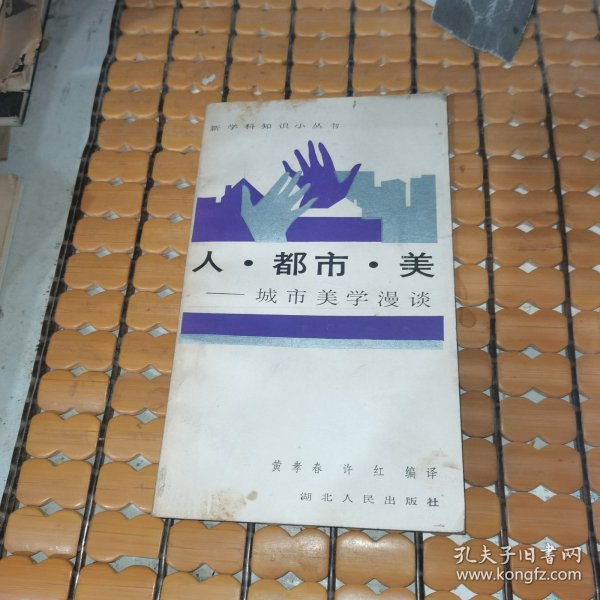 新学科知识小丛书
人·都市·美
——城市美学漫谈
黄孝春 许红 编译
湖北人民出版社
孔夫子旧书网
www.kongfz.com